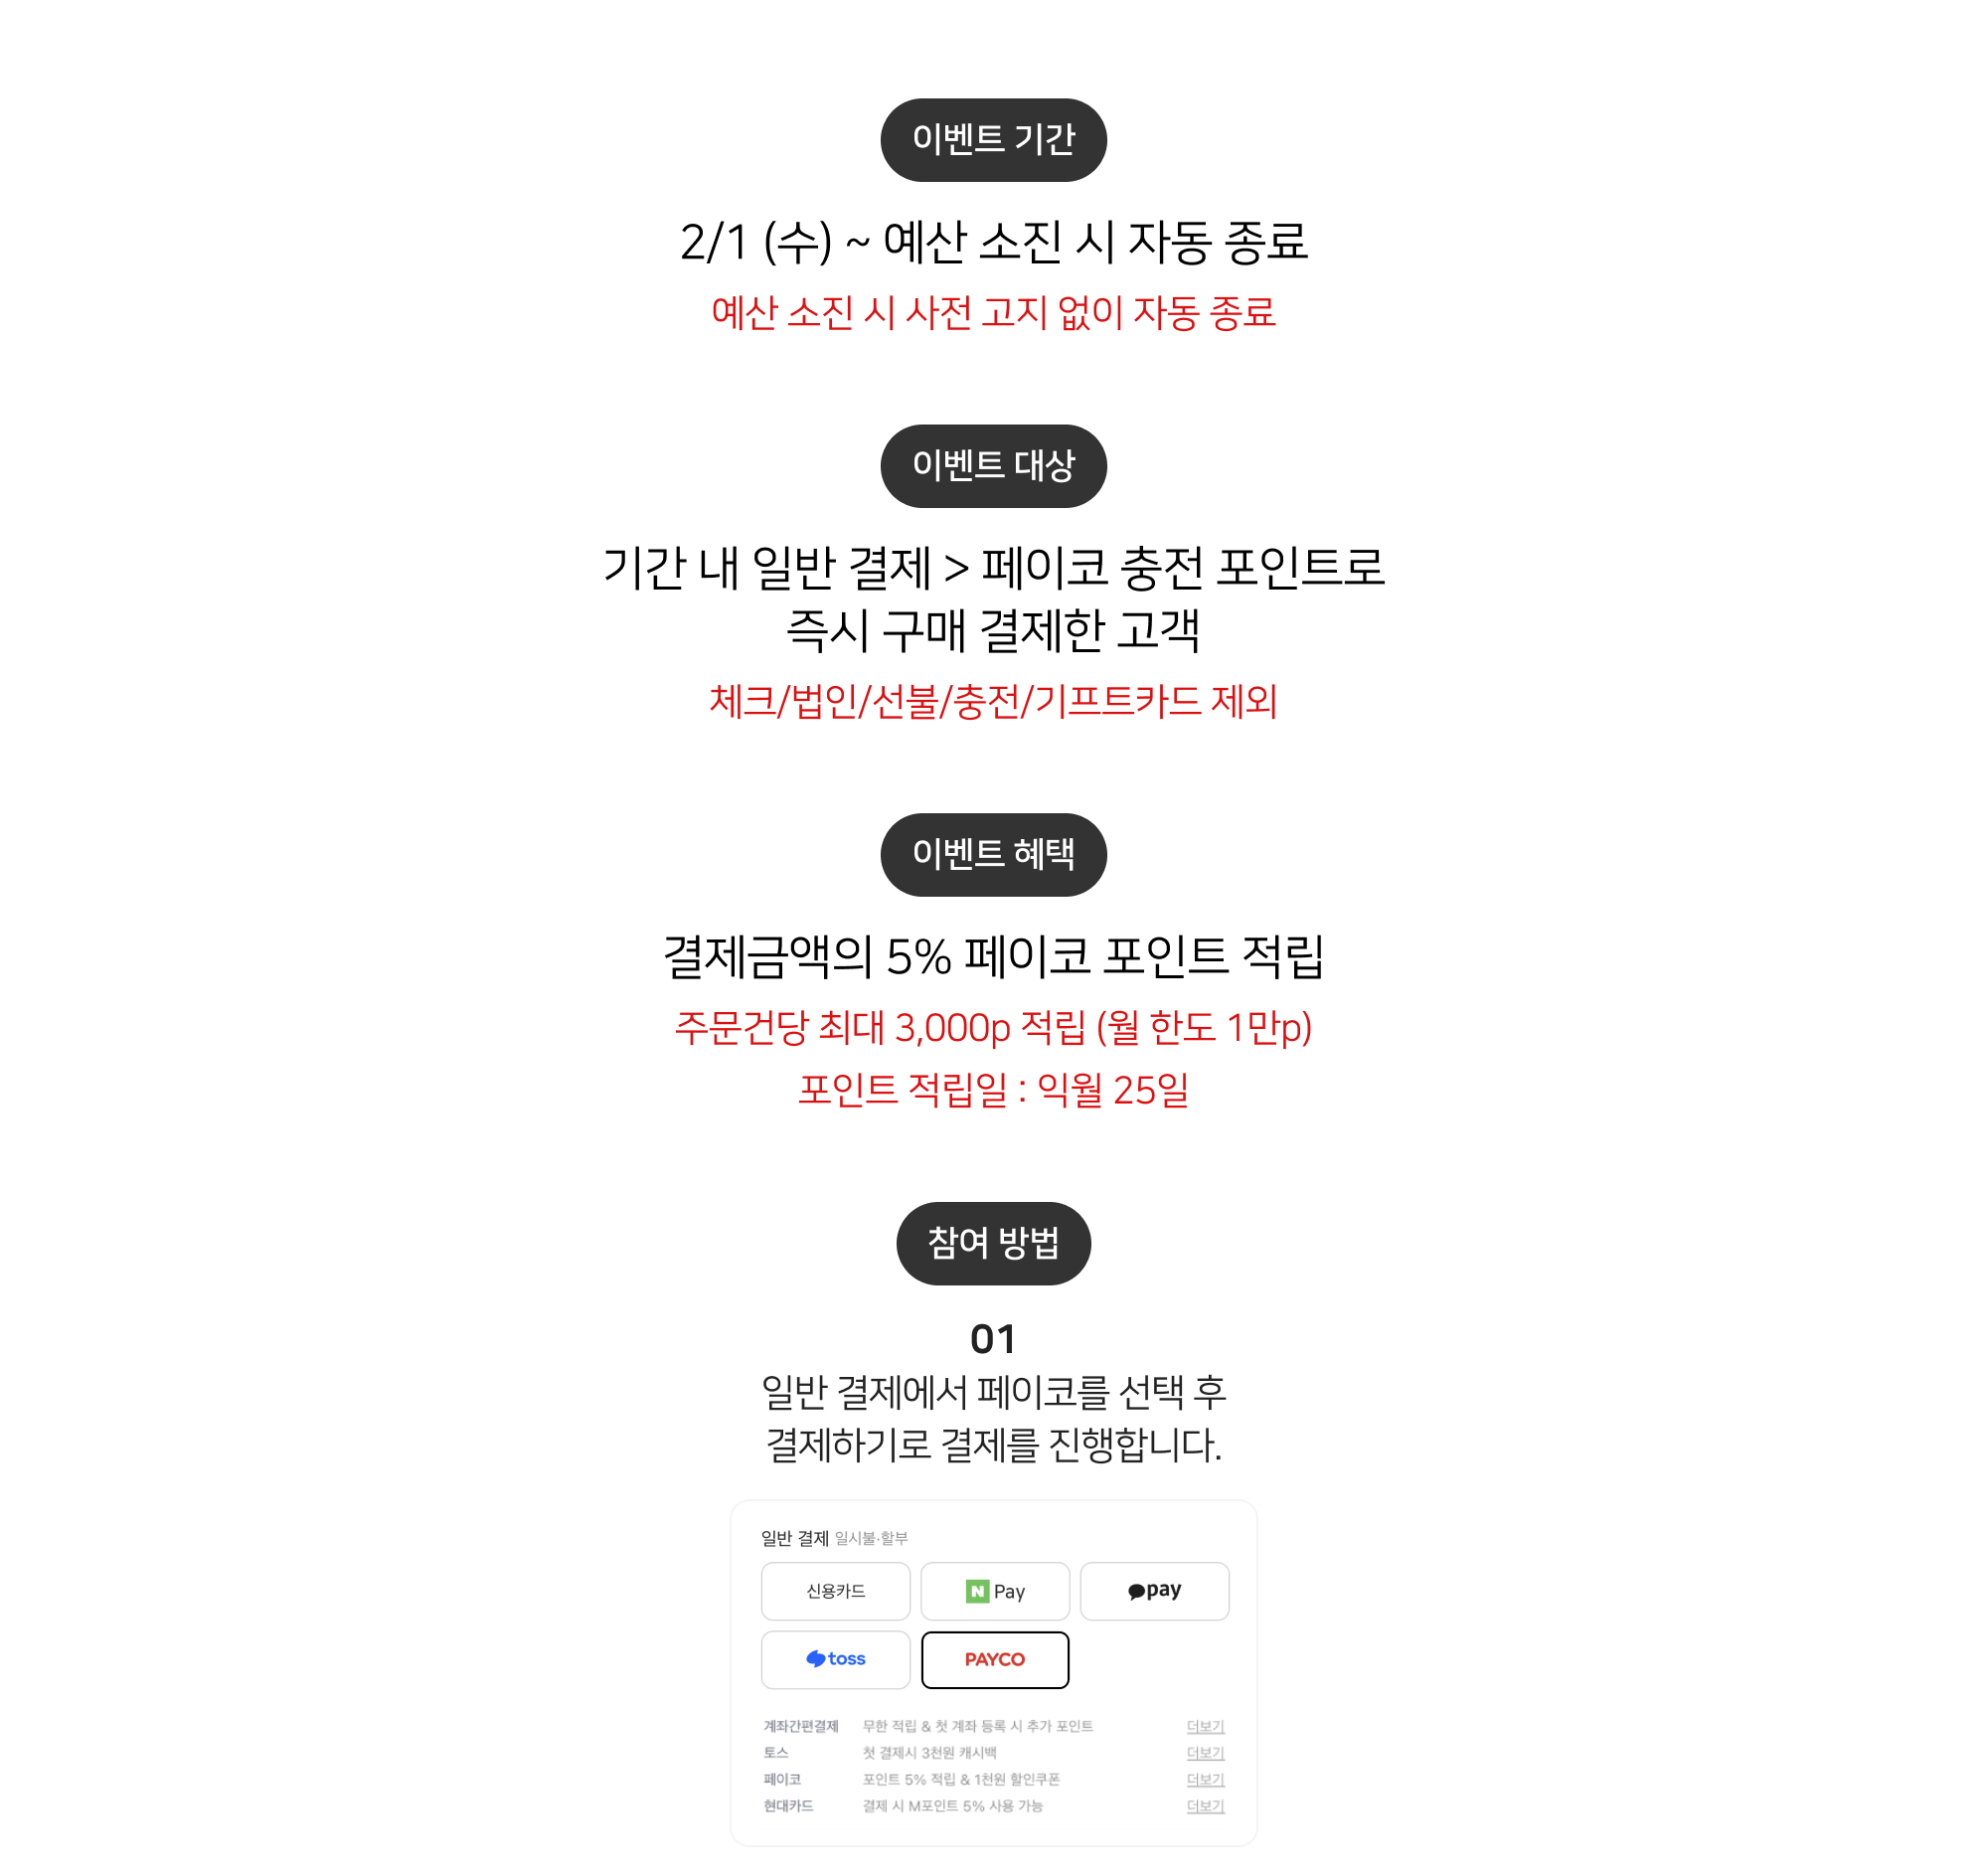 이벤트 기간
2/1 (수) ~ 예산 소진 시 자동 종료
예산 소진 시 사전 고지 없이 자동 종료
이벤트 대상
기간 내 일반 결제 > 페이코 충전 포인트로
즉시 구매 결제한 고객
체크/법인/선불/충전/기프트카드 제외
이벤트 혜택
결제금액의 5% 페이코 포인트 적립
주문건당 최대 3,000p 적립 (월 한도 1만p)
포인트 적립일 : 익월 25일
참여 방법
01
일반 결제에서 페이코를 선택 후
결제하기로 결제를 진행합니다.
일반 결제 일시불·할부
신용카드 N Pay pay
toss PAYCO
계좌간편결제 무한 적립 & 첫 계좌 등록 시 추가 포인트 더보기
토스 첫 결제시 3천원 캐시백 더보기
페이코 포인트 5% 적립 & 1천원 할인쿠폰 더보기
현대카드 결제 시 M포인트 5% 사용 가능 더보기